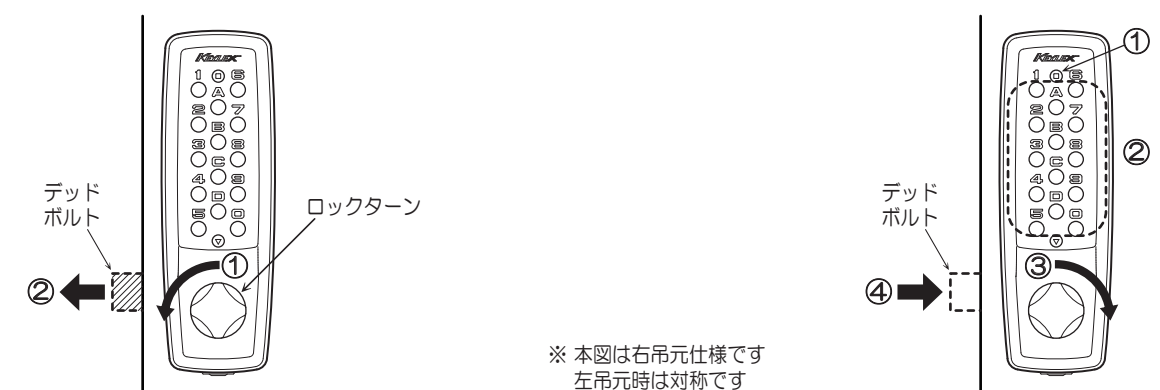 KEYLEX
1 O 6
A
2 7
B
3 8
C
4 9
D
5 0
▽
デッド
ボルト
ロックターン
①
②
※ 本図は右吊元仕様です
左吊元時は対称です
KEYLEX
①
1 O 6
A
2 7
B
3 8
②
C
4 9
D
5 0
▽
デッド
ボルト
③
④